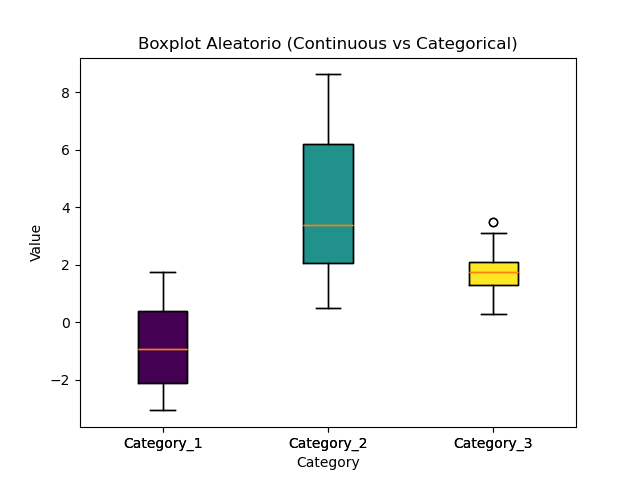 Boxplot Aleatorio (Continuous vs Categorical)
8
6
4
2
0
−2
Value
Category_1 Category_2 Category_3
Category